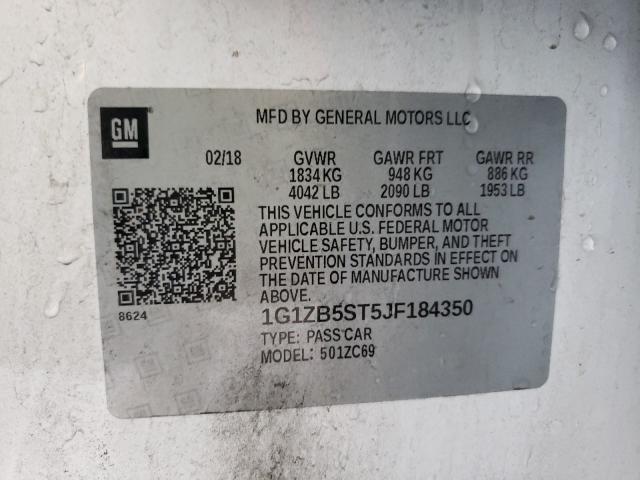 GM
MFD BY GENERAL MOTORS LLC
02/18 GVWR GAWR FRT GAWR RR
1834 KG 948 KG 886 KG
4042 LB 2090 LB 1953 LB
THIS VEHICLE CONFORMS TO ALL
APPLICABLE U.S. FEDERAL MOTOR
VEHICLE SAFETY, BUMPER, AND THEFT
PREVENTION STANDARDS IN EFFECT ON
THE DATE OF MANUFACTURE SHOWN
ABOVE.
8624
1G1ZB5ST5JF184350
TYPE: PASS CAR
MODEL: 501ZC69